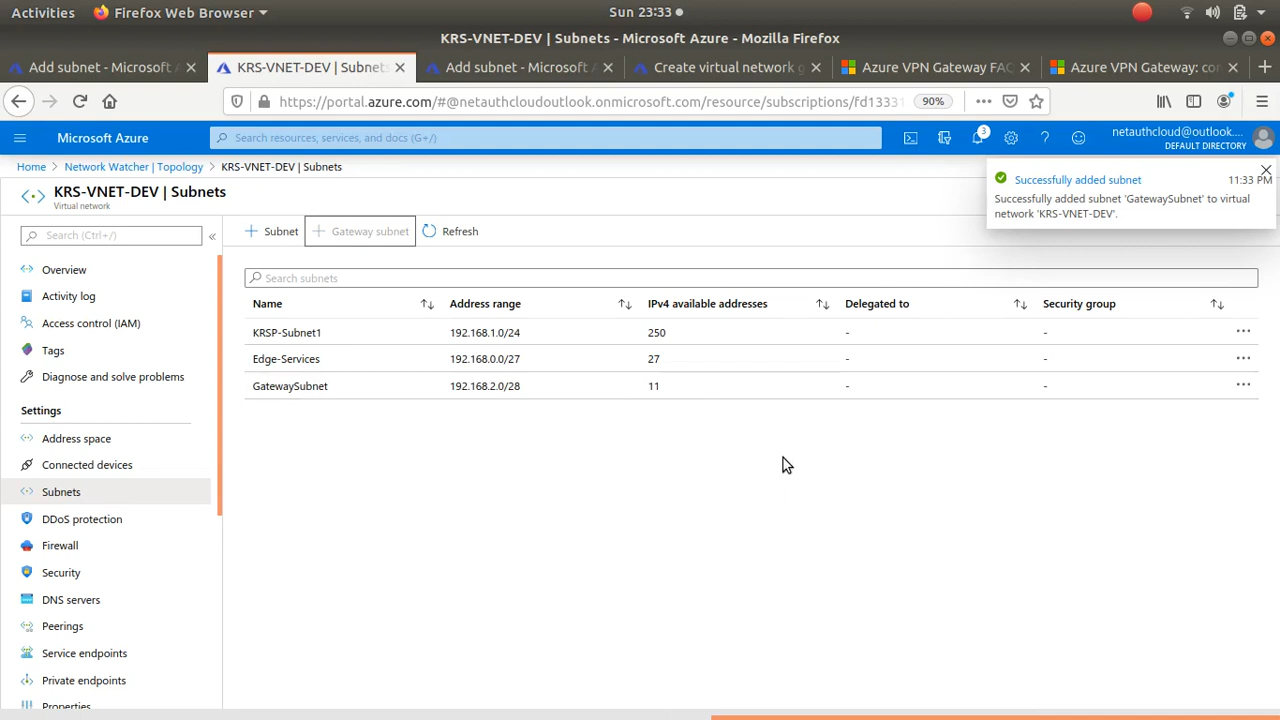 Activities Firefox Web Browser Sun 23:33
KRS-VNET-DEV | Subnets - Microsoft Azure - Mozilla Firefox
Add subnet - Microsoft A KRS-VNET-DEV | Subnets Add subnet - Microsoft A Create virtual network g Azure VPN Gateway FAQ Azure VPN Gateway: co
https://portal.azure.com/#@netauthcloudoutlook.onmicrosoft.com/resource/subscriptions/fd1333 90%
Microsoft Azure Search resources, services, and docs (G+/) 3 netauthcloud@outlook....
DEFAULT DIRECTORY
Home > Network Watcher | Topology > KRS-VNET-DEV | Subnets
KRS-VNET-DEV | Subnets
Virtual network
Successfully added subnet 11:33 PM
Successfully added subnet 'GatewaySubnet' to virtual
network 'KRS-VNET-DEV'.
Search (Ctrl+/) «
+ Subnet + Gateway subnet Refresh
Overview
Activity log
Access control (IAM)
Tags
Diagnose and solve problems
Settings
Address space
Connected devices
Subnets
DDoS protection
Firewall
Security
DNS servers
Peerings
Service endpoints
Private endpoints
Properties
Search subnets
Name Address range IPv4 available addresses Delegated to Security group
KRSP-Subnet1 192.168.1.0/24 250 - - ...
Edge-Services 192.168.0.0/27 27 - - ...
GatewaySubnet 192.168.2.0/28 11 - - ...